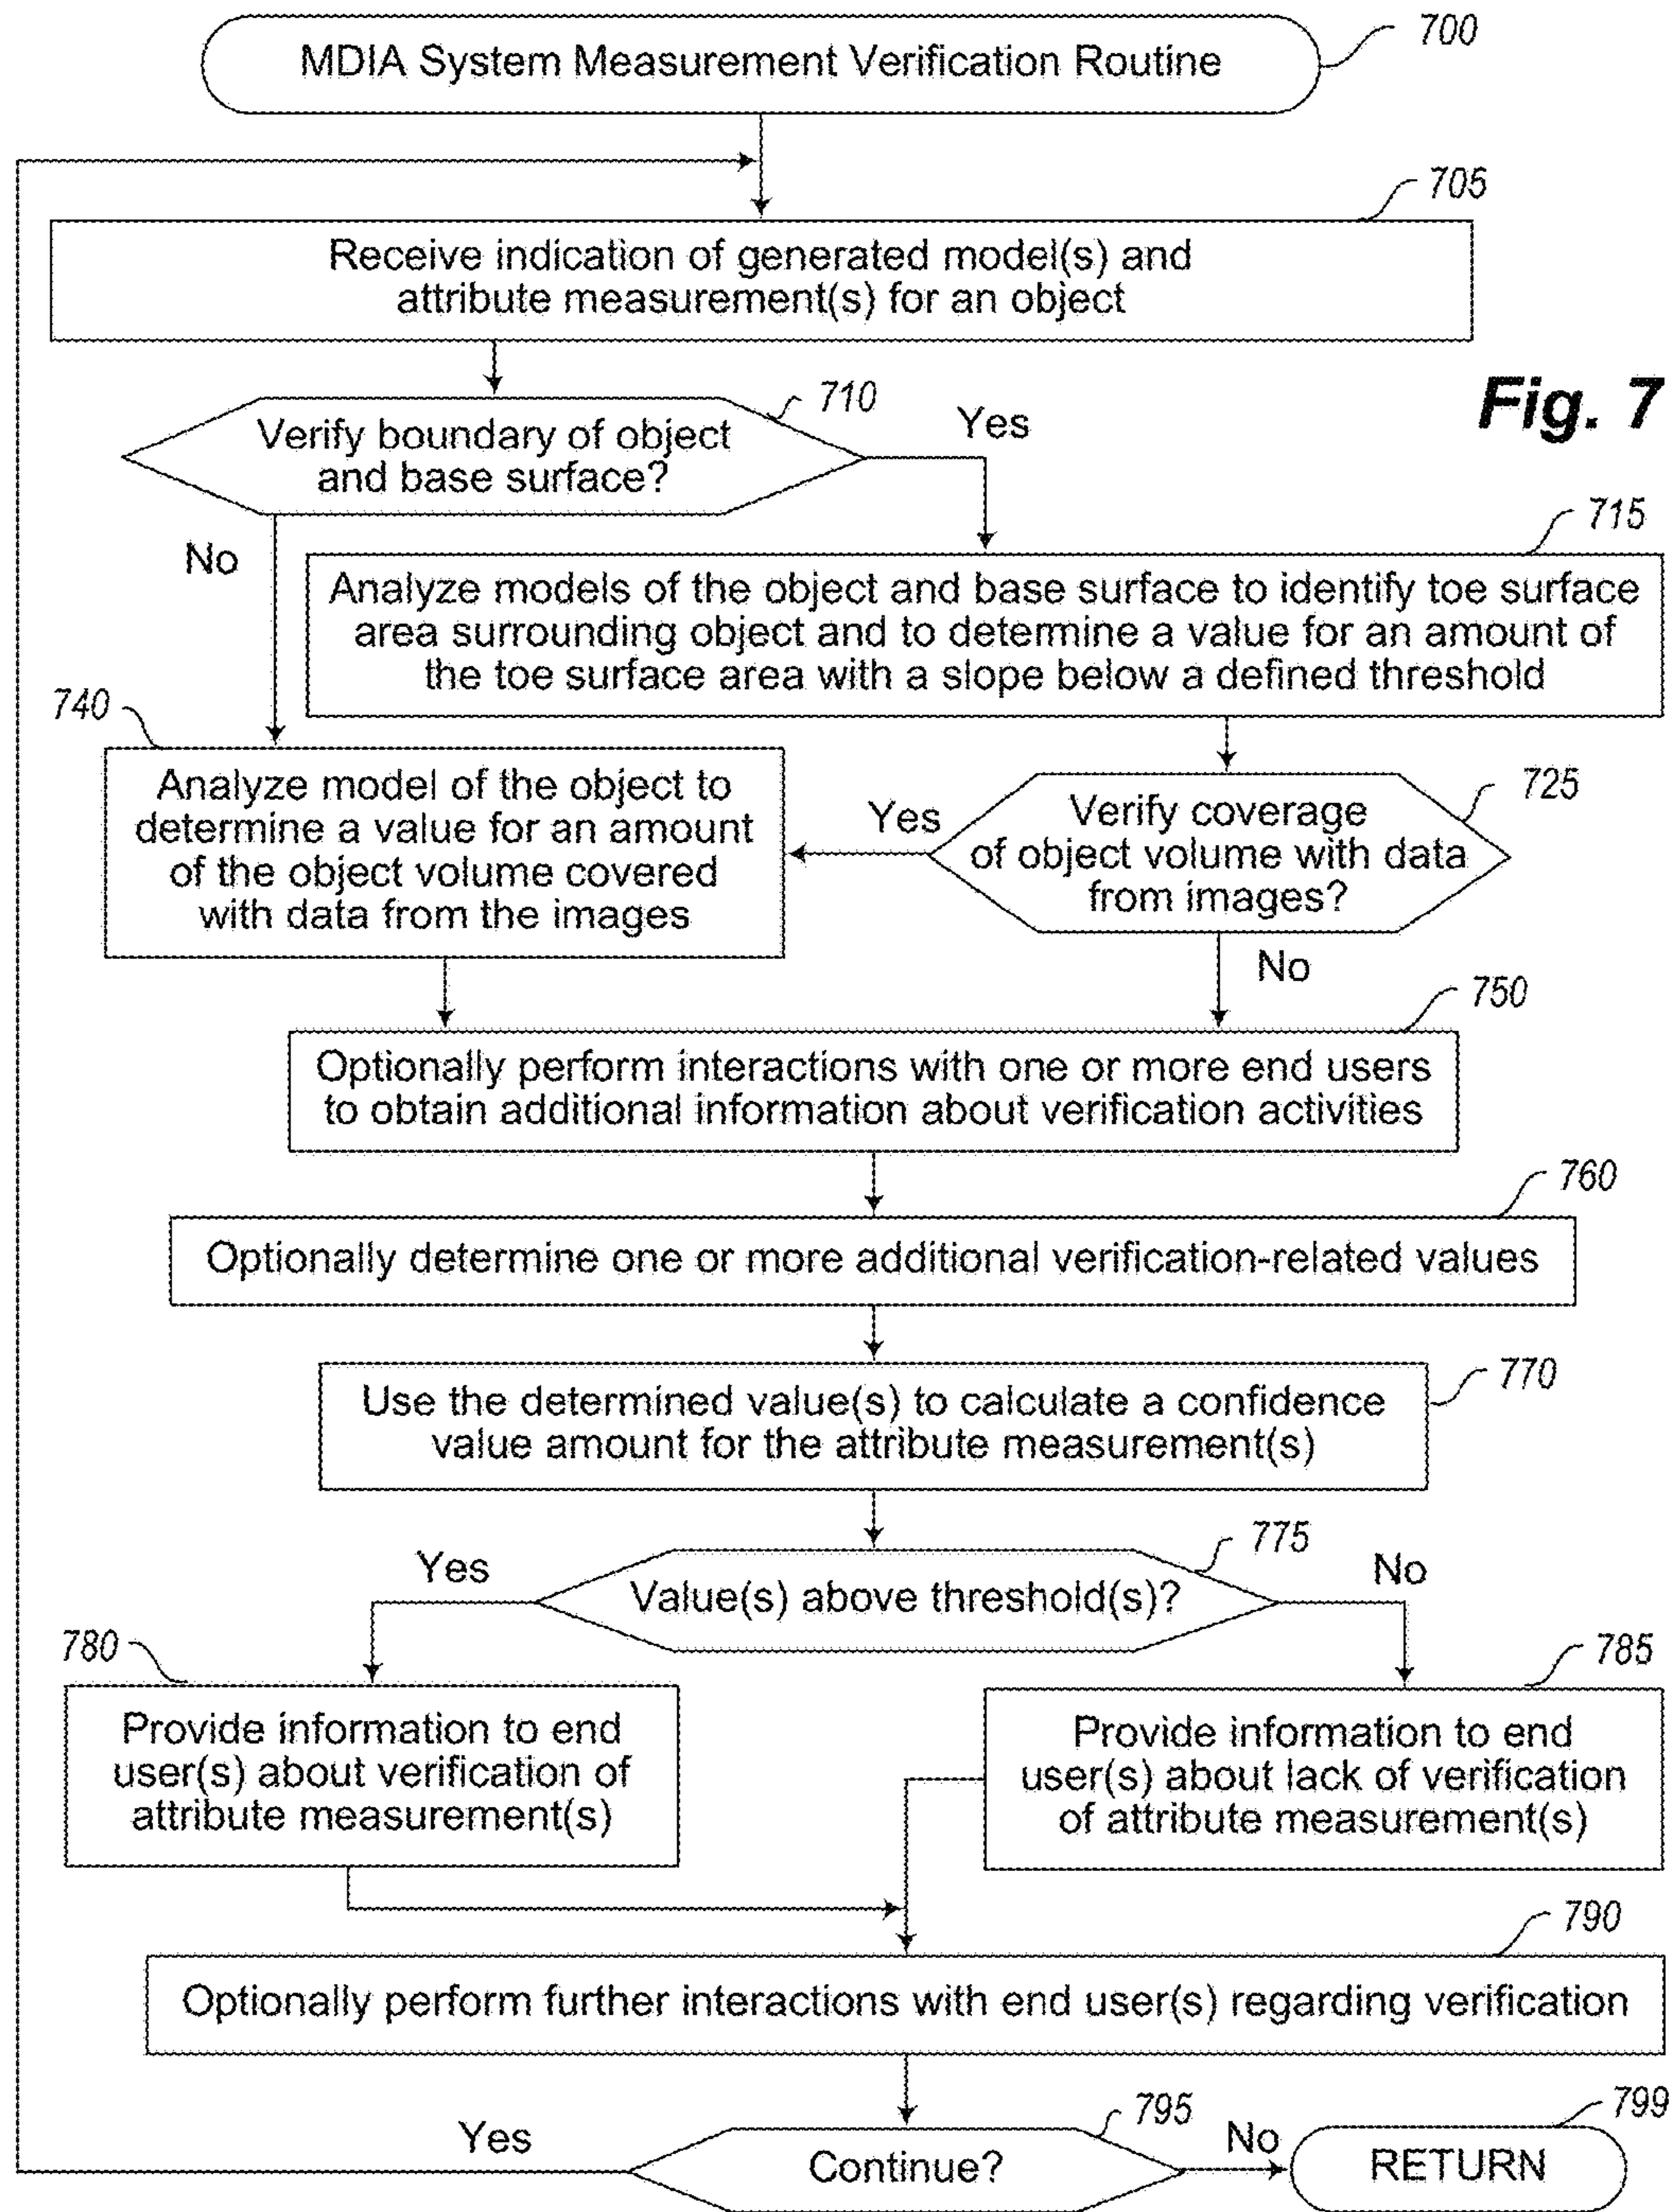 MDIA System Measurement Verification Routine
700
705
Receive indication of generated model(s) and
attribute measurement(s) for an object
Fig. 7
710
Verify boundary of object
and base surface?
Yes
No
715
Analyze models of the object and base surface to identify toe surface
area surrounding object and to determine a value for an amount of
the toe surface area with a slope below a defined threshold
740
Analyze model of the object to
determine a value for an amount
of the object volume covered
with data from the images
Yes
725
Verify coverage
of object volume with data
from images?
No
750
Optionally perform interactions with one or more end users
to obtain additional information about verification activities
760
Optionally determine one or more additional verification-related values
770
Use the determined value(s) to calculate a confidence
value amount for the attribute measurement(s)
775
Yes
Value(s) above threshold(s)?
No
780
Provide information to end
user(s) about verification of
attribute measurement(s)
785
Provide information to end
user(s) about lack of verification
of attribute measurement(s)
790
Optionally perform further interactions with end user(s) regarding verification
795
Yes
Continue?
No
799
RETURN